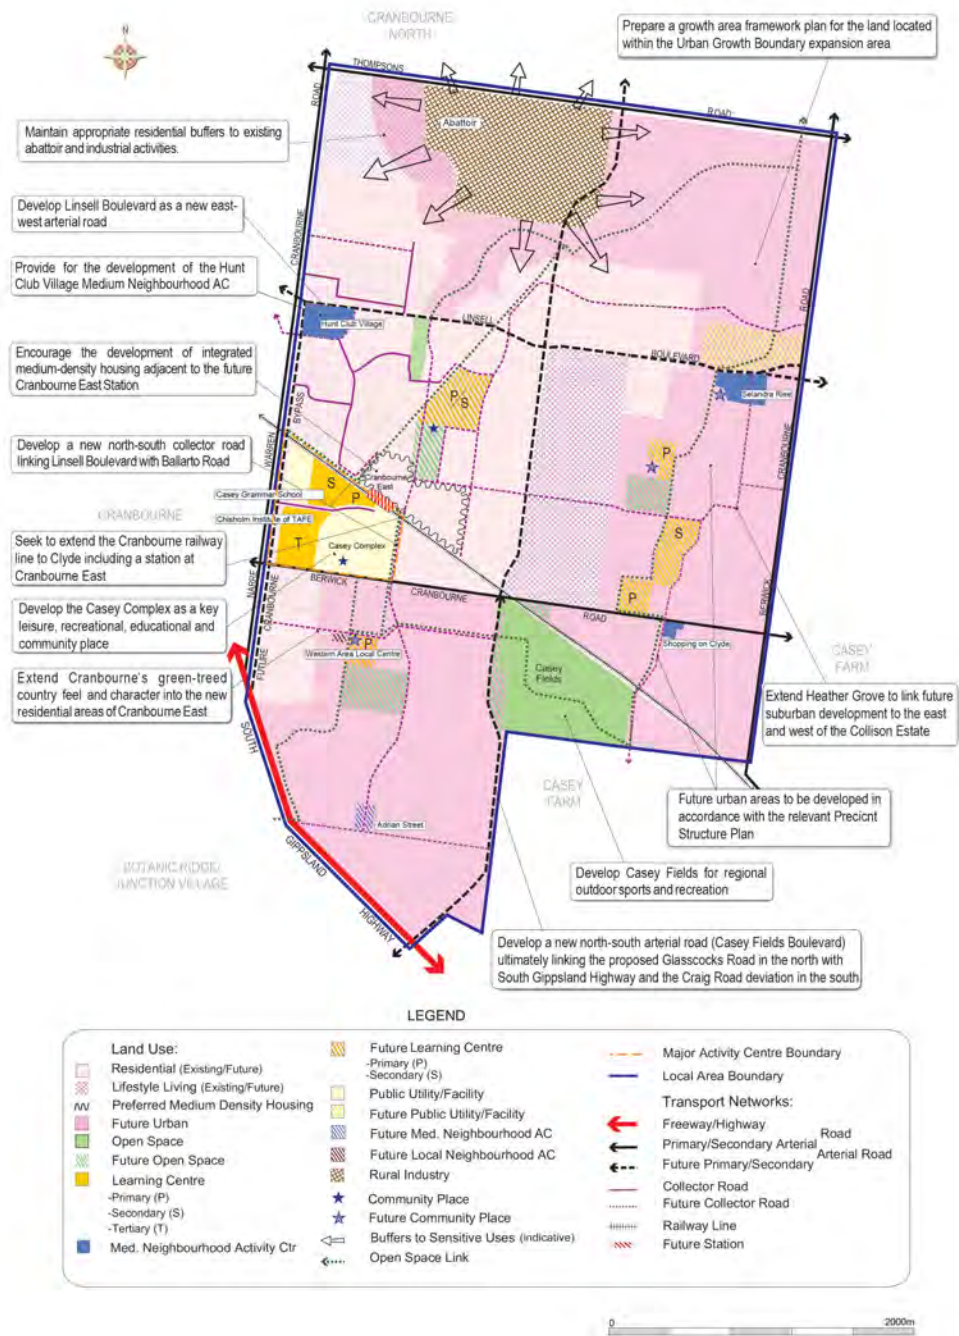 CRANBOURNE
NORTH
N
Prepare a growth area framework plan for the land located
within the Urban Growth Boundary expansion area
THOMPSONS
ROAD
ROAD
Abattoir
Maintain appropriate residential buffers to existing
abattoir and industrial activities.
Develop Linsell Boulevard as a new east-
west arterial road
CRANBOURNE
ROAD
Provide for the development of the Hunt
Club Village Medium Neighbourhood AC
LINSELL
Hunt Club Village
BOULEVARD
Encourage the development of integrated
medium-density housing adjacent to the future
Cranbourne East Station
P
S
Selandra Rise
BYPASS
CRANBOURNE
Develop a new north-south collector road
linking Linsell Boulevard with Ballarto Road
WARREN
P
Cranbourne
East
S
P
Casey Grammar School
CRANBOURNE
Chisholm Institute of TAFE
S
Seek to extend the Cranbourne railway
line to Clyde including a station at
Cranbourne East
T
Casey Complex
NARRE
CRANBOURNE
BERWICK
CRANBOURNE
ROAD
P
BERWICK
Develop the Casey Complex as a key
leisure, recreational, educational and
community place
FUTURE
P
Western Area Local Centre
Shopping on Clyde
CASEY
FARM
Casey
Fields
Extend Cranbourne's green-treed
country feel and character into the new
residential areas of Cranbourne East
Extend Heather Grove to link future
suburban development to the east
and west of the Collison Estate
SOUTH
CASEY
FARM
Future urban areas to be developed in
accordance with the relevant Precicnt
Structure Plan
Adrian Street
GIPPSLAND
BOTANIC RIDGE/
JUNCTION VILLAGE
Develop Casey Fields for regional
outdoor sports and recreation
HIGHWAY
Develop a new north-south arterial road (Casey Fields Boulevard)
ultimately linking the proposed Glasscocks Road in the north with
South Gippsland Highway and the Craig Road deviation in the south
LEGEND
Land Use:
Residential (Existing/Future)
Lifestyle Living (Existing/Future)
Preferred Medium Density Housing
Future Urban
Open Space
Future Open Space
Learning Centre
-Primary (P)
-Secondary (S)
-Tertiary (T)
Med. Neighbourhood Activity Ctr
Future Learning Centre
-Primary (P)
-Secondary (S)
Public Utility/Facility
Future Public Utility/Facility
Future Med. Neighbourhood AC
Future Local Neighbourhood AC
Rural Industry
Community Place
Future Community Place
Buffers to Sensitive Uses (indicative)
Open Space Link
Major Activity Centre Boundary
Local Area Boundary
Transport Networks:
Freeway/Highway
Primary/Secondary Arterial Road
Future Primary/Secondary Arterial Road
Collector Road
Future Collector Road
Railway Line
Future Station
0
2000m